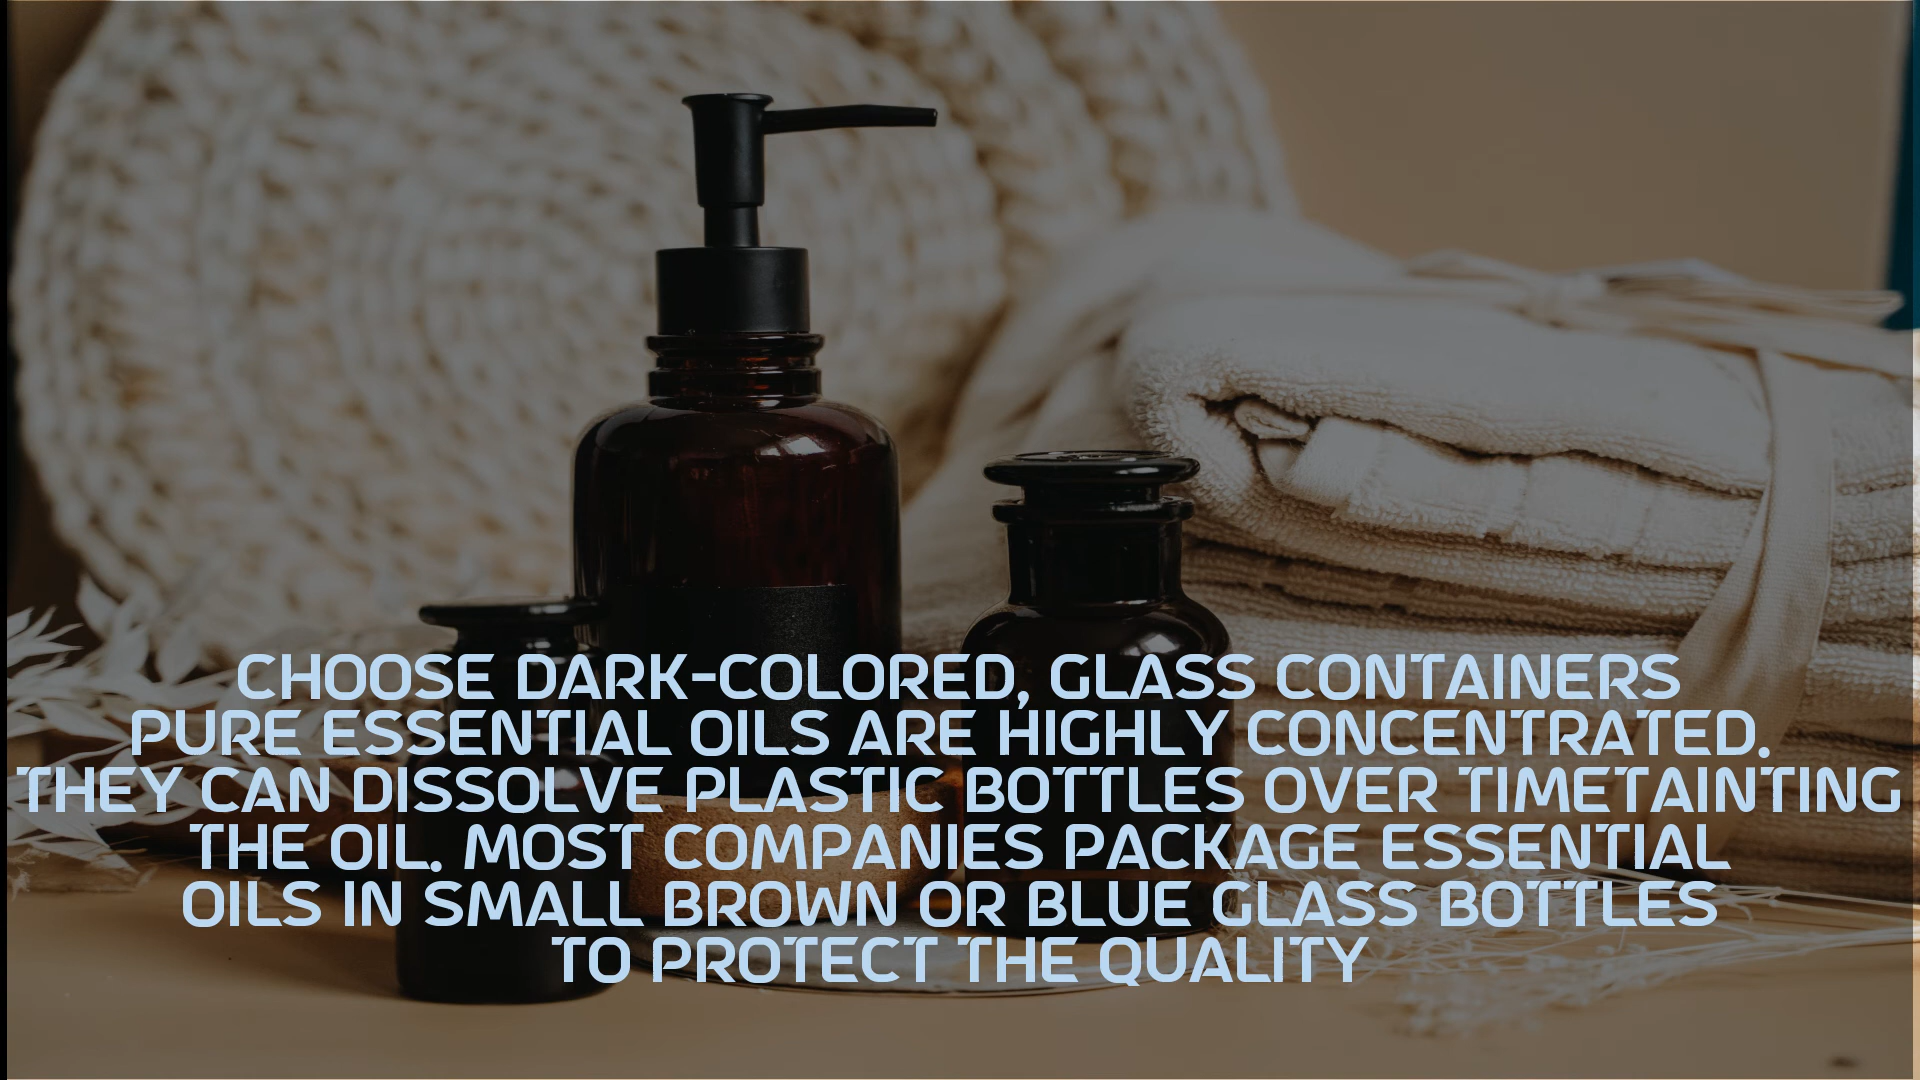 CHOOSE DARK-COLORED, GLASS CONTAINERS
PURE ESSENTIAL OILS ARE HIGHLY CONCENTRATED.
THEY CAN DISSOLVE PLASTIC BOTTLES OVER TIMETAINTING
THE OIL. MOST COMPANIES PACKAGE ESSENTIAL
OILS IN SMALL BROWN OR BLUE GLASS BOTTLES
TO PROTECT THE QUALITY